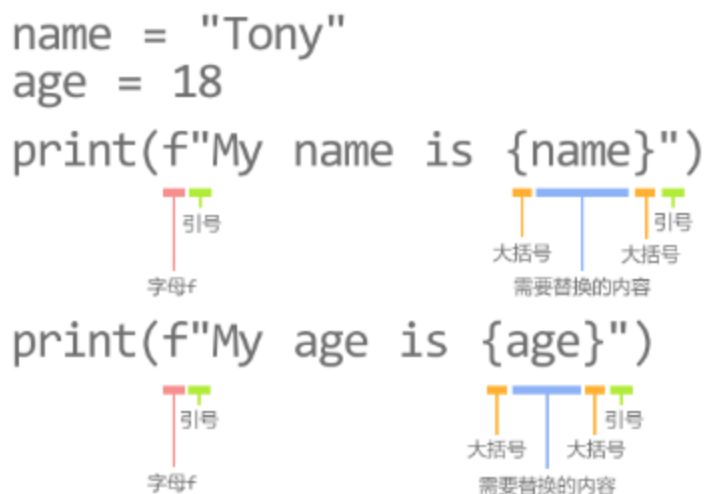 name = "Tony"
age = 18
print(f"My name is {name}")
引号 引号
大括号 大括号
字母f 需要替换的内容
print(f"My age is {age}")
引号 引号
大括号 大括号
字母f 需要替换的内容